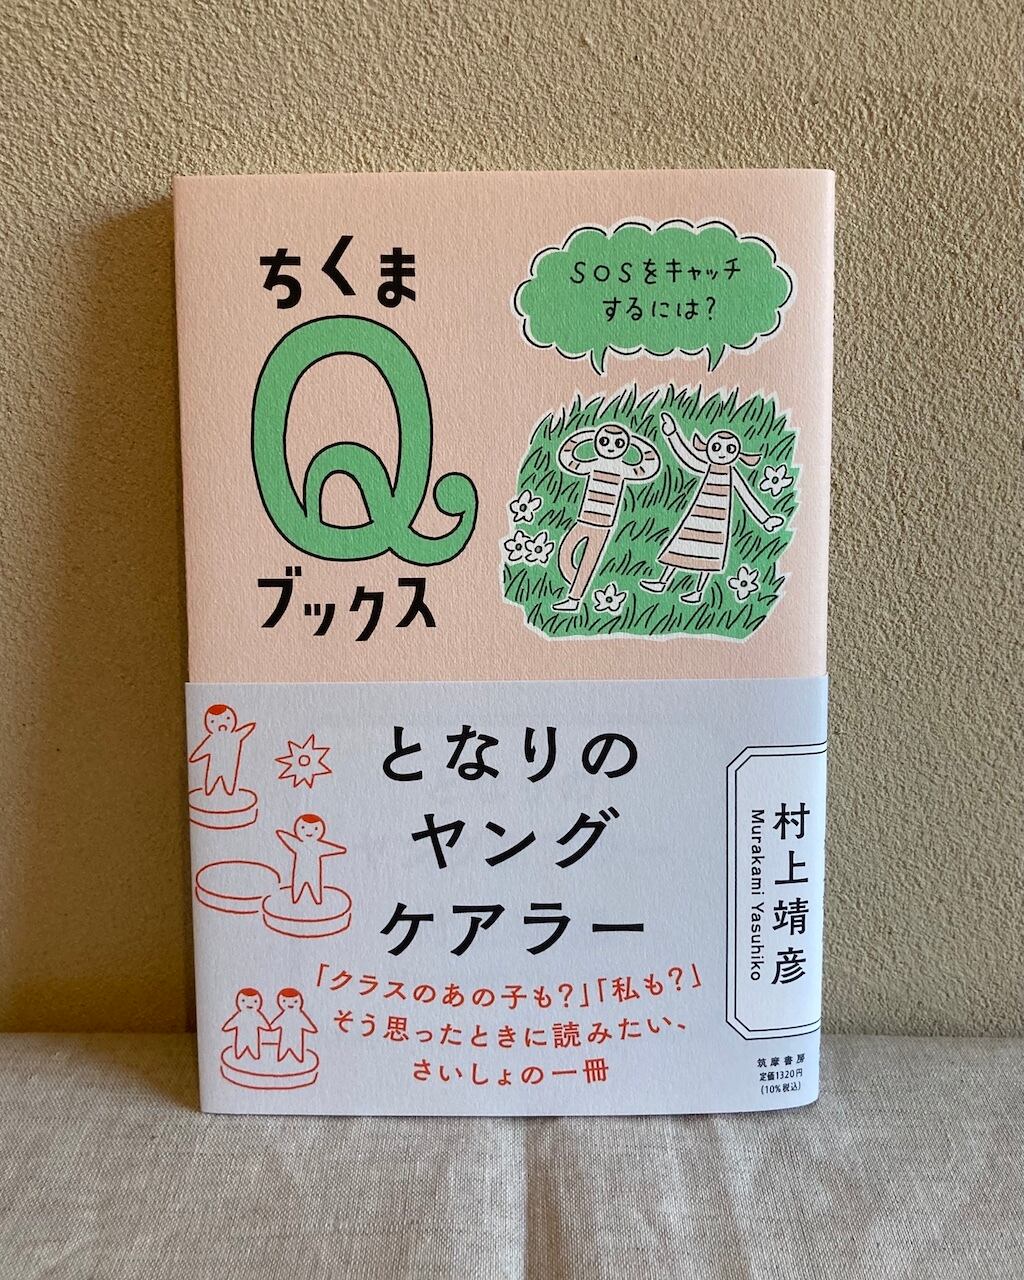 ちくま
Q
ブックス
SOSをキャッチ
するには?
となりの
ヤング
ケアラー
「クラスのあの子も?」「私も?」
そう思ったときに読みたい、
さいしょの一冊
村上靖彦
Murakami Yasuhiko
筑摩書房
定価1320円
(10%税込)